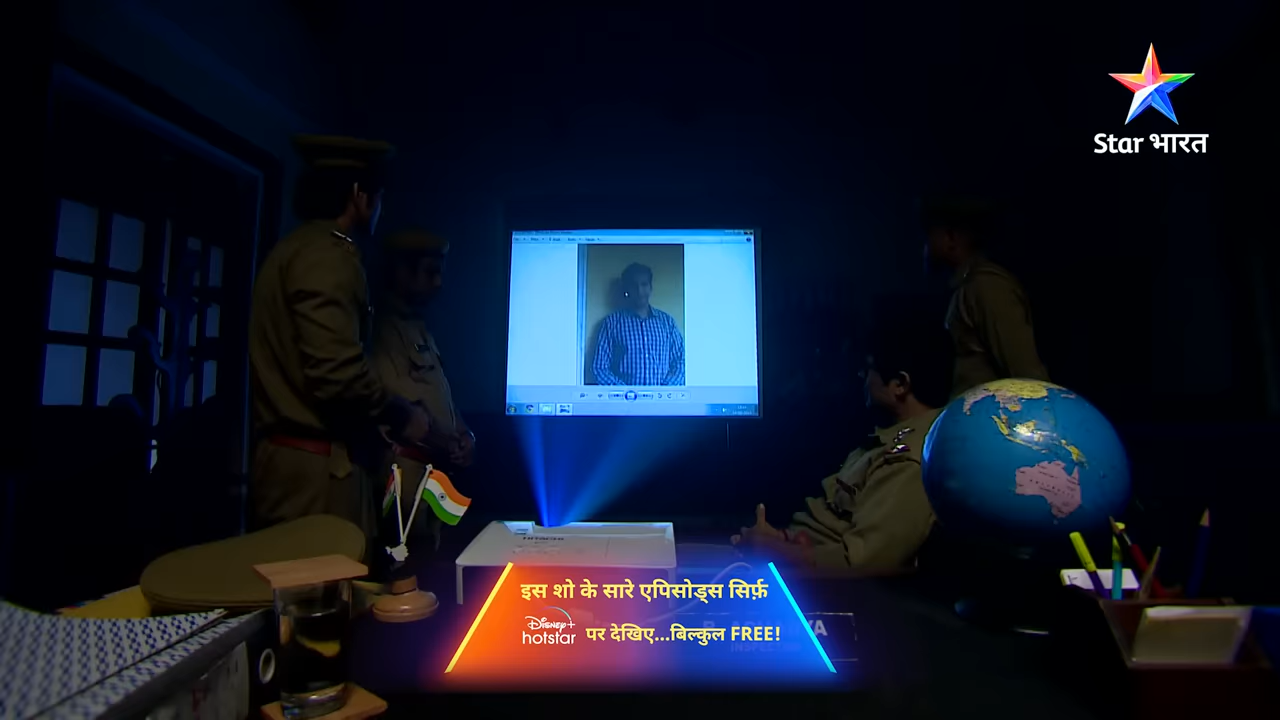 Star भारत
इस शो के सारे एपिसोड्स सिर्फ़
Disney+
hotstar पर देखिए...बिल्कुल FREE!